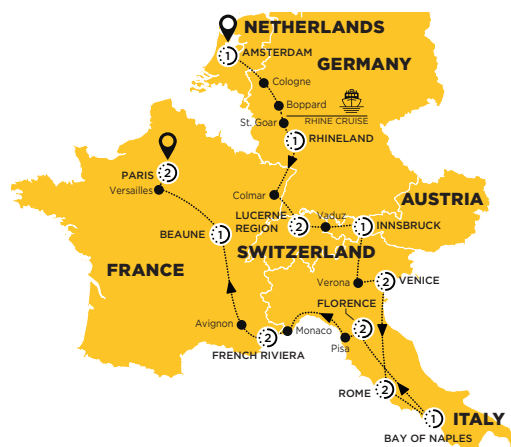 NETHERLANDS
1
AMSTERDAM
GERMANY
Cologne
Boppard
St. Goar
RHINE CRUISE
1
RHINELAND
PARIS
2
Versailles
Colmar
AUSTRIA
LUCERNE
REGION
2
Vaduz
1
INNSBRUCK
BEAUNE
1
SWITZERLAND
FRANCE
Verona
2
VENICE
FLORENCE
2
Avignon
Monaco
2
Pisa
FRENCH RIVIERA
ROME
2
1
ITALY
BAY OF NAPLES